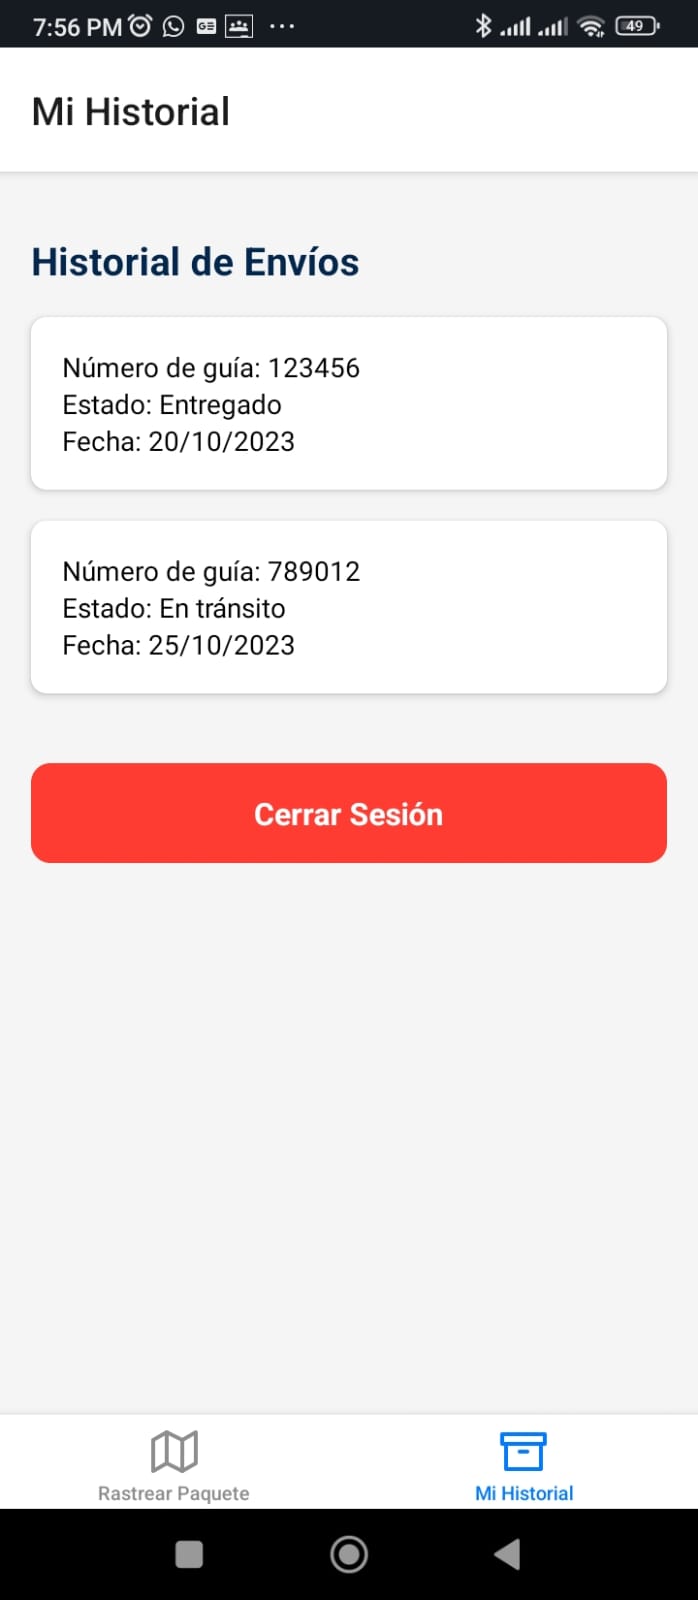 7:56 PM
GE
49
Mi Historial
Historial de Envíos
Número de guía: 123456
Estado: Entregado
Fecha: 20/10/2023
Número de guía: 789012
Estado: En tránsito
Fecha: 25/10/2023
Cerrar Sesión
Rastrear Paquete
Mi Historial